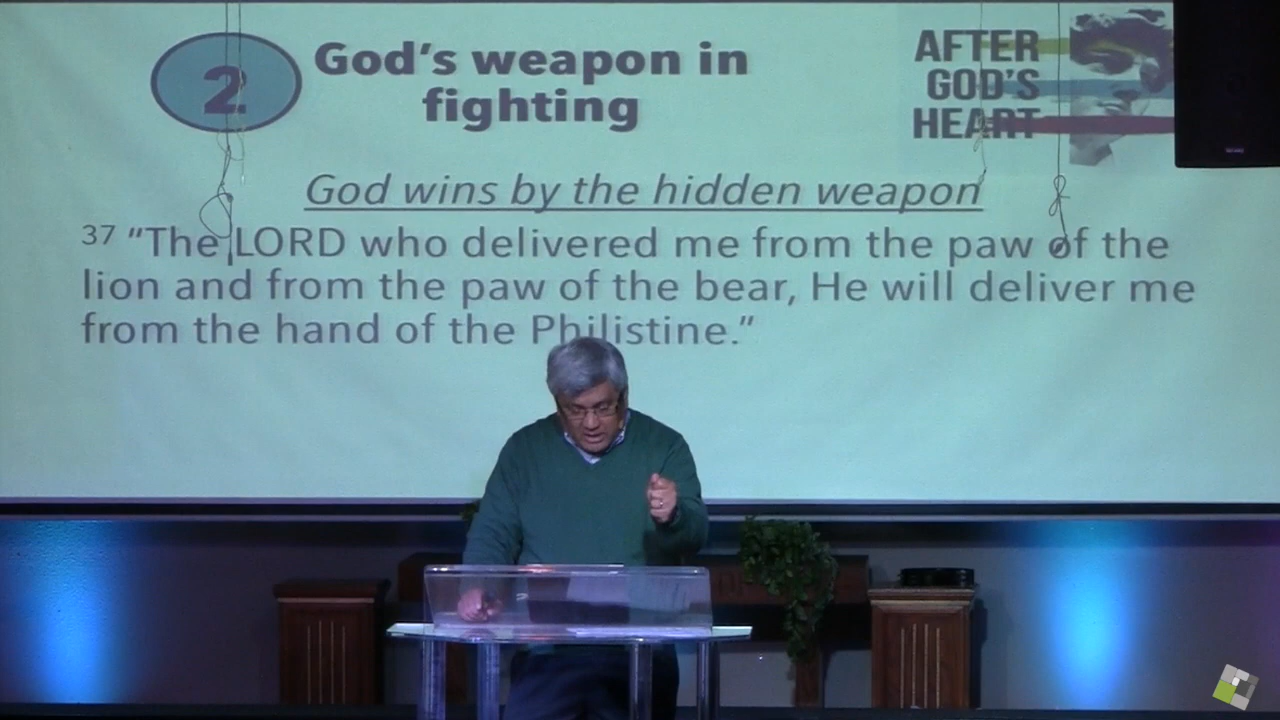 2
God's weapon in
fighting
AFTER
GOD'S
HEART
God wins by the hidden weapon
37 "The LORD who delivered me from the paw of the
lion and from the paw of the bear, He will deliver me
from the hand of the Philistine."